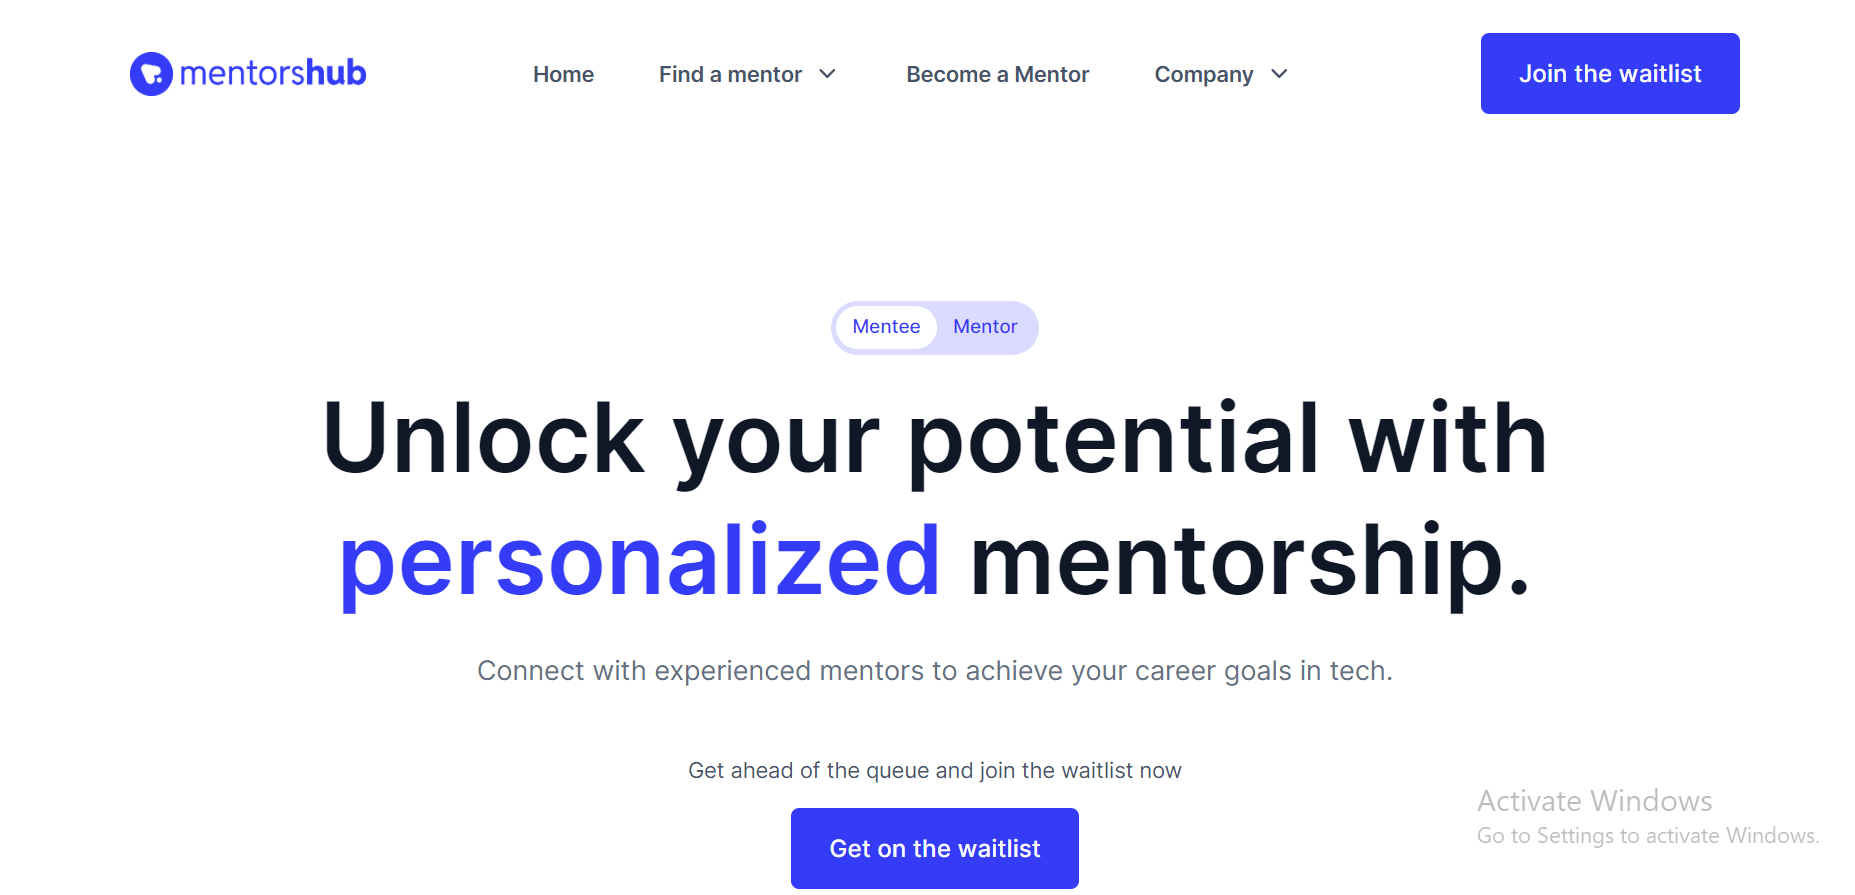 mentorshub
Home
Find a mentor
Become a Mentor
Company
Join the waitlist
Mentee
Mentor
Unlock your potential with
personalized mentorship.
Connect with experienced mentors to achieve your career goals in tech.
Get ahead of the queue and join the waitlist now
Get on the waitlist
Activate Windows
Go to Settings to activate Windows.